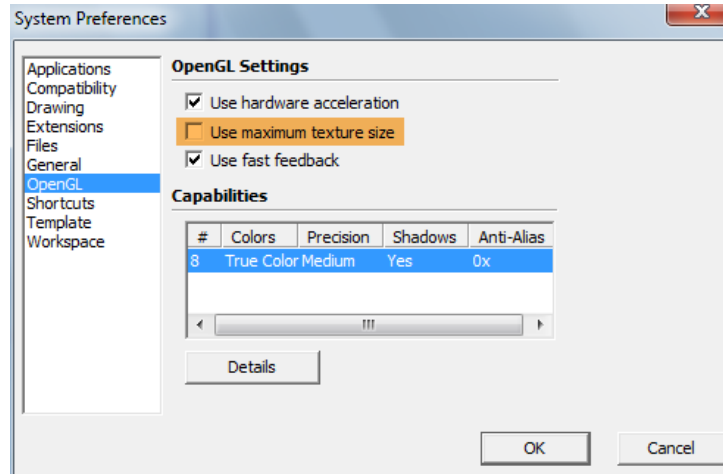 System Preferences
X
Applications
Compatibility
Drawing
Extensions
Files
General
OpenGL
Shortcuts
Template
Workspace
OpenGL Settings
Use hardware acceleration
Use maximum texture size
Use fast feedback
Capabilities
# Colors Precision Shadows Anti-Alias
8 True Color Medium Yes 0x
Details
OK Cancel